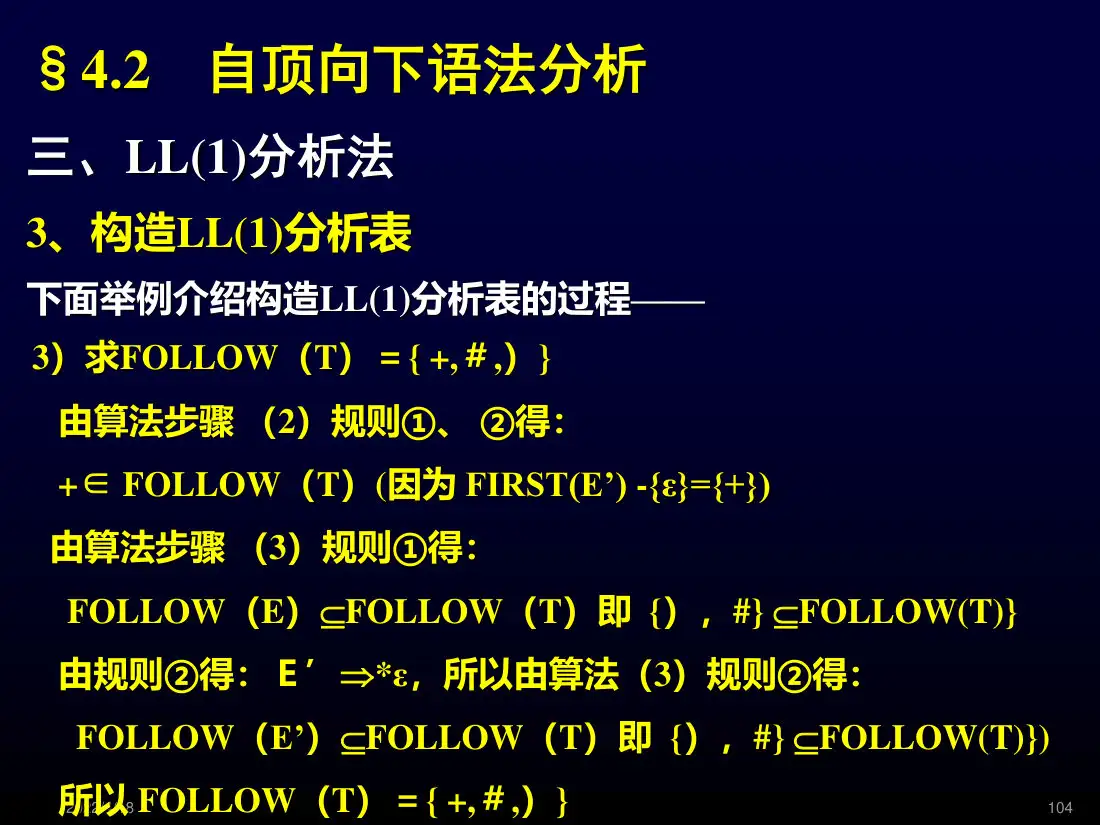 §4.2 自顶向下语法分析
三、LL(1)分析法
3、构造LL(1)分析表
下面举例介绍构造LL(1)分析表的过程——
3）求FOLLOW（T）＝{ +,＃,）}
由算法步骤 （2）规则①、 ②得：
+∈ FOLLOW（T）(因为 FIRST(E’) -{ε}={+})
由算法步骤 （3）规则①得：
FOLLOW（E）⊆FOLLOW（T）即 {），#} ⊆FOLLOW(T)}
由规则②得： E ′ ⇒*ε，所以由算法（3）规则②得：
FOLLOW（E’）⊆FOLLOW（T）即 {），#} ⊆FOLLOW(T)})
所以 FOLLOW（T）＝{ +,＃,）}
104